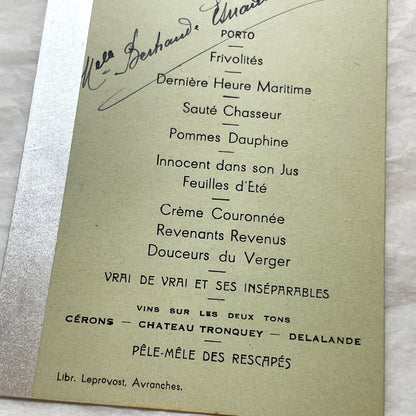 Melle Berthande
PORTO
Frivolités
Dernière Heure Maritime
Sauté Chasseur
Pommes Dauphine
Innocent dans son Jus
Feuilles d'Eté
Crème Couronnée
Revenants Revenus
Douceurs du Verger
VRAI DE VRAI ET SES INSÉPARABLES
VINS SUR LES DEUX TONS
CÉRONS — CHATEAU TRONQUEY — DELALANDE
PÊLE-MÊLE DES RESCAPÉS
Libr. Leprovost, Avranches.